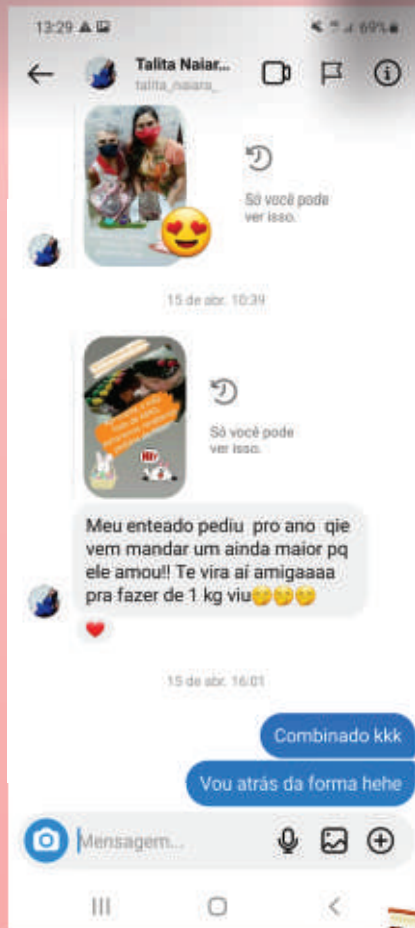 13:29
69%
Talita Naiar...
talita_naiara_
Só você pode
ver isso.
15 de abr. 10:39
Só você pode
ver isso.
Meu enteado pediu pro ano qie
vem mandar um ainda maior pq
ele amou!! Te vira aí amigaaaa
pra fazer de 1 kg viu😏😏😏
15 de abr. 16:01
Combinado kkk
Vou atrás da forma hehe
Mensagem...